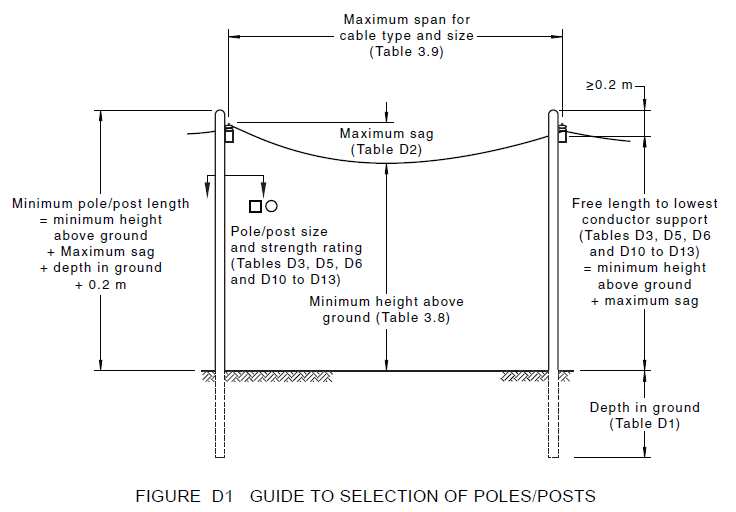 Maximum span for
cable type and size
(Table 3.9)
≥0.2 m
Maximum sag
(Table D2)
Minimum pole/post length
= minimum height
above ground
+ Maximum sag
+ depth in ground
+ 0.2 m
Pole/post size
and strength rating
(Tables D3, D5, D6
and D10 to D13)
Free length to lowest
conductor support
(Tables D3, D5, D6
and D10 to D13)
= minimum height
above ground
+ maximum sag
Minimum height above
ground (Table 3.8)
Depth in ground
(Table D1)
FIGURE D1 GUIDE TO SELECTION OF POLES/POSTS